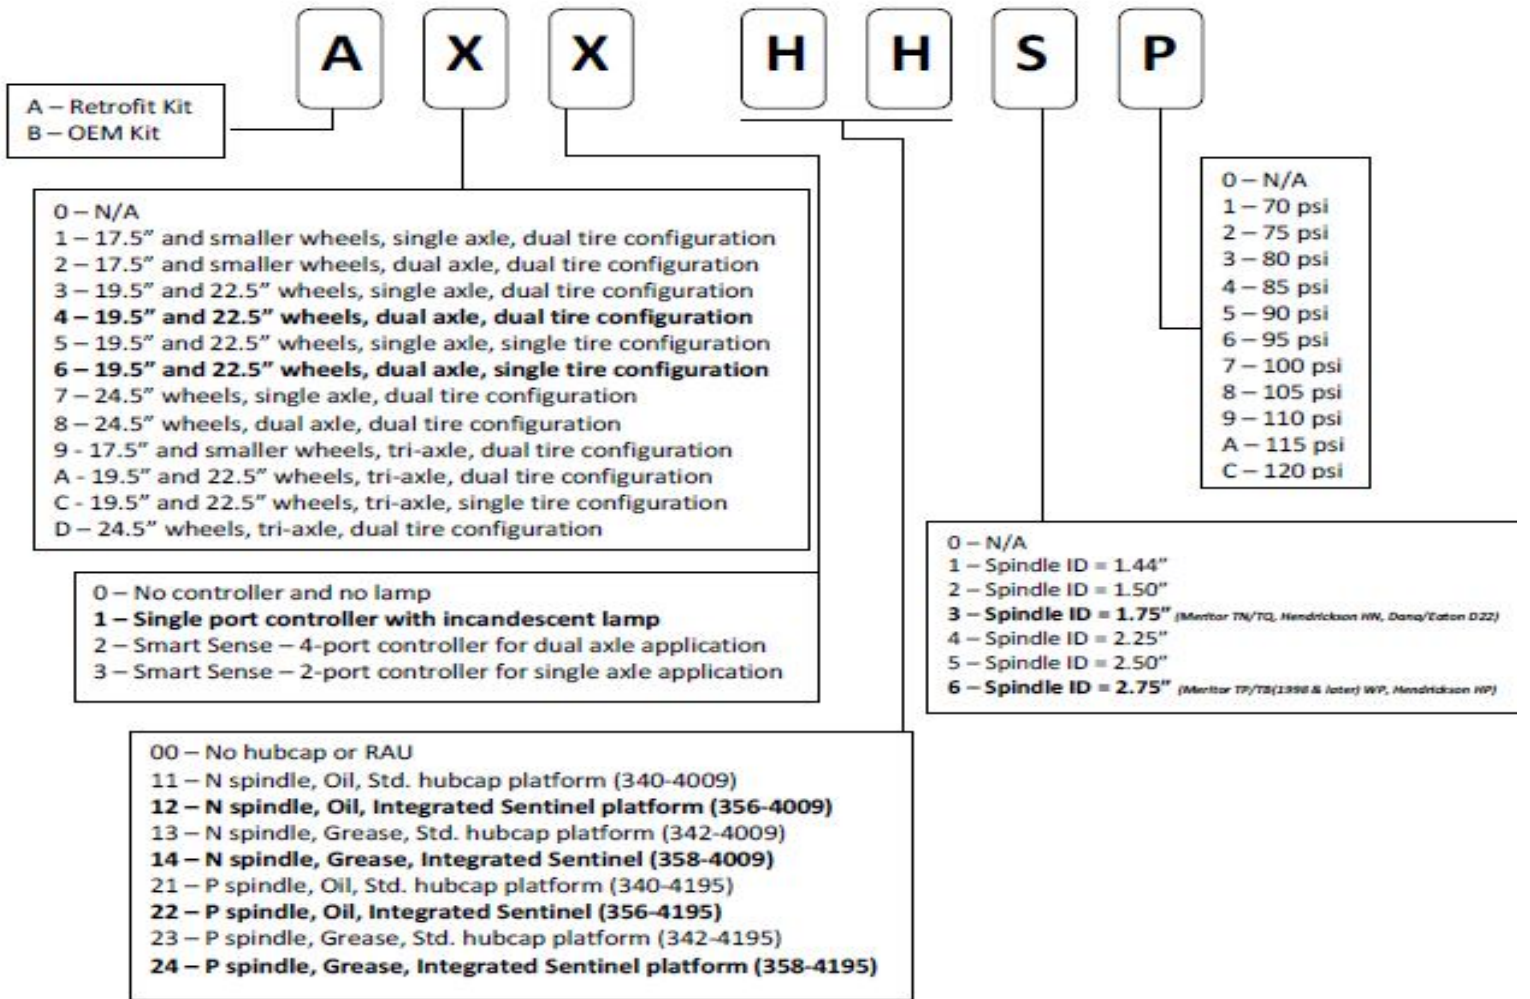 A X X H H S P
A – Retrofit Kit
B – OEM Kit
0 – N/A
1 – 17.5” and smaller wheels, single axle, dual tire configuration
2 – 17.5” and smaller wheels, dual axle, dual tire configuration
3 – 19.5” and 22.5” wheels, single axle, dual tire configuration
4 – 19.5” and 22.5” wheels, dual axle, dual tire configuration
5 – 19.5” and 22.5” wheels, single axle, single tire configuration
6 – 19.5” and 22.5” wheels, dual axle, single tire configuration
7 – 24.5” wheels, single axle, dual tire configuration
8 – 24.5” wheels, dual axle, dual tire configuration
9 - 17.5” and smaller wheels, tri-axle, dual tire configuration
A - 19.5” and 22.5” wheels, tri-axle, dual tire configuration
C - 19.5” and 22.5” wheels, tri-axle, single tire configuration
D – 24.5” wheels, tri-axle, dual tire configuration
0 – No controller and no lamp
1 – Single port controller with incandescent lamp
2 – Smart Sense – 4-port controller for dual axle application
3 – Smart Sense – 2-port controller for single axle application
00 – No hubcap or RAU
11 – N spindle, Oil, Std. hubcap platform (340-4009)
12 – N spindle, Oil, Integrated Sentinel platform (356-4009)
13 – N spindle, Grease, Std. hubcap platform (342-4009)
14 – N spindle, Grease, Integrated Sentinel (358-4009)
21 – P spindle, Oil, Std. hubcap platform (340-4195)
22 – P spindle, Oil, Integrated Sentinel (356-4195)
23 – P spindle, Grease, Std. hubcap platform (342-4195)
24 – P spindle, Grease, Integrated Sentinel platform (358-4195)
0 – N/A
1 – Spindle ID = 1.44”
2 – Spindle ID = 1.50”
3 – Spindle ID = 1.75” (Meritor TN/TQ, Hendrickson HN, Dana/Eaton D22)
4 – Spindle ID = 2.25”
5 – Spindle ID = 2.50”
6 – Spindle ID = 2.75” (Meritor TP/TB(1998 & later) WP, Hendrickson HP)
0 – N/A
1 – 70 psi
2 – 75 psi
3 – 80 psi
4 – 85 psi
5 – 90 psi
6 – 95 psi
7 – 100 psi
8 – 105 psi
9 – 110 psi
A – 115 psi
C – 120 psi